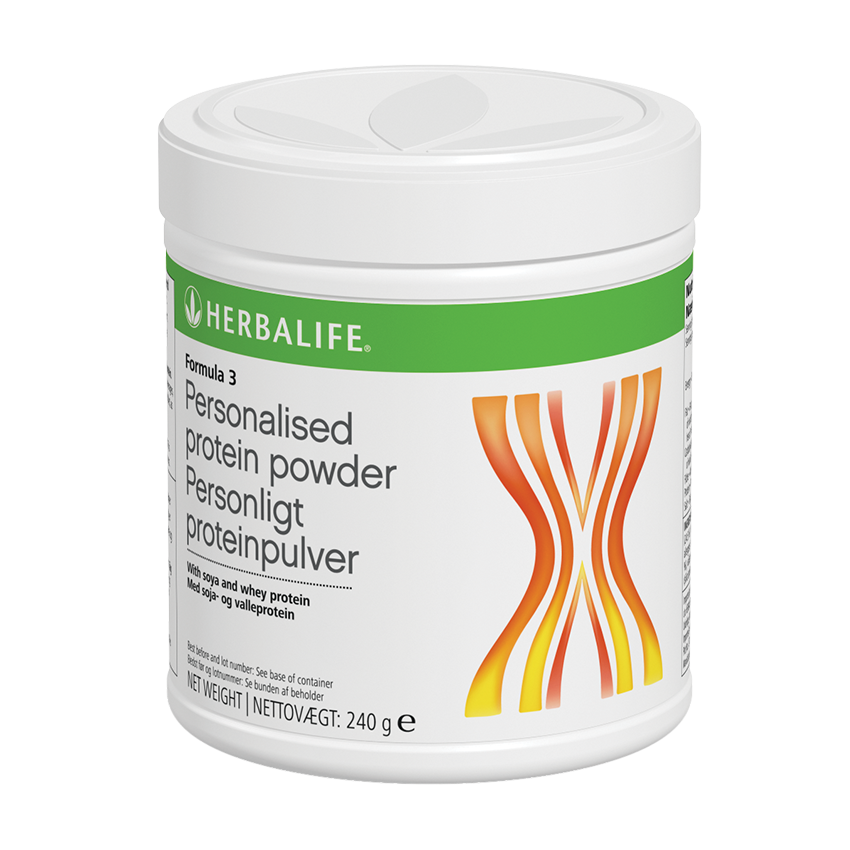 HERBALIFE®
Formula 3
Personalised
protein powder
Personligt
proteinpulver
With soya and whey protein
Med soja- og valleprotein
Best before and lot number: See base of container
Bedst før og lotnummer: Se bunden af beholder
NET WEIGHT | NETTOVÆGT: 240 g e